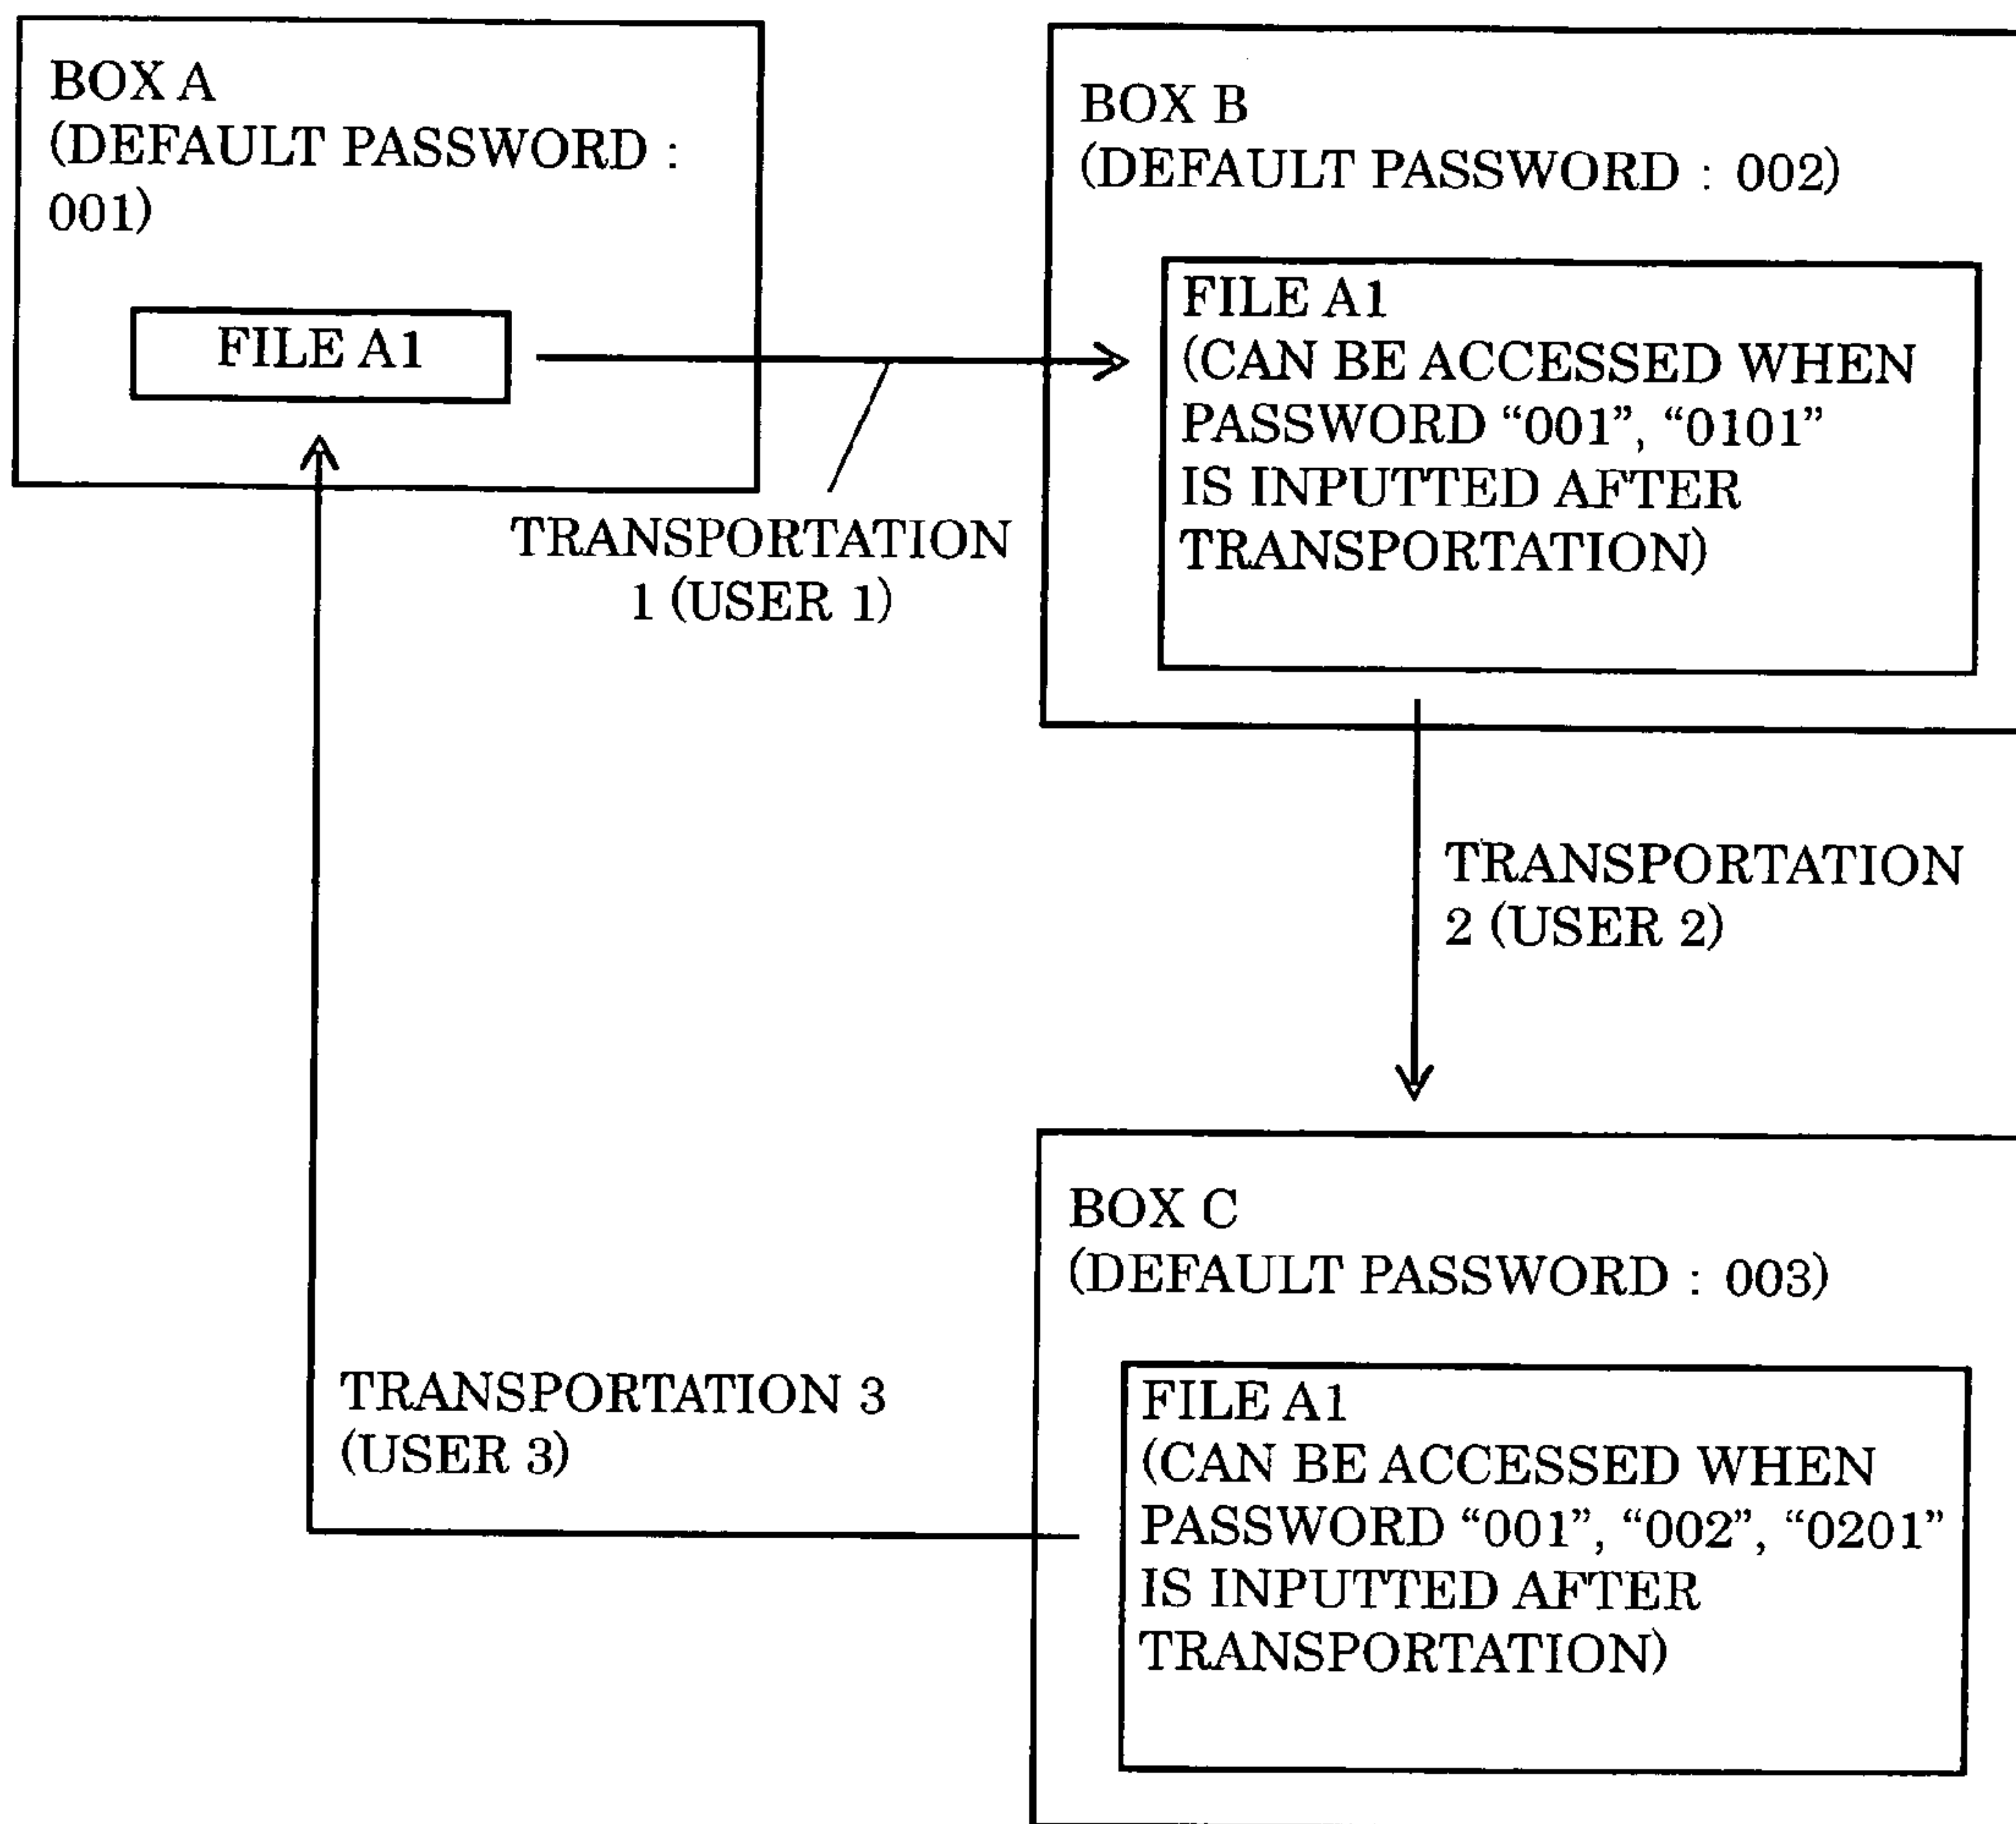 BOX A
(DEFAULT PASSWORD :
001)
FILE A1
TRANSPORTATION
1 (USER 1)
BOX B
(DEFAULT PASSWORD : 002)
FILE A1
(CAN BE ACCESSED WHEN
PASSWORD “001”, “0101”
IS INPUTTED AFTER
TRANSPORTATION)
TRANSPORTATION
2 (USER 2)
BOX C
(DEFAULT PASSWORD : 003)
FILE A1
(CAN BE ACCESSED WHEN
PASSWORD “001”, “002”, “0201”
IS INPUTTED AFTER
TRANSPORTATION)
TRANSPORTATION 3
(USER 3)